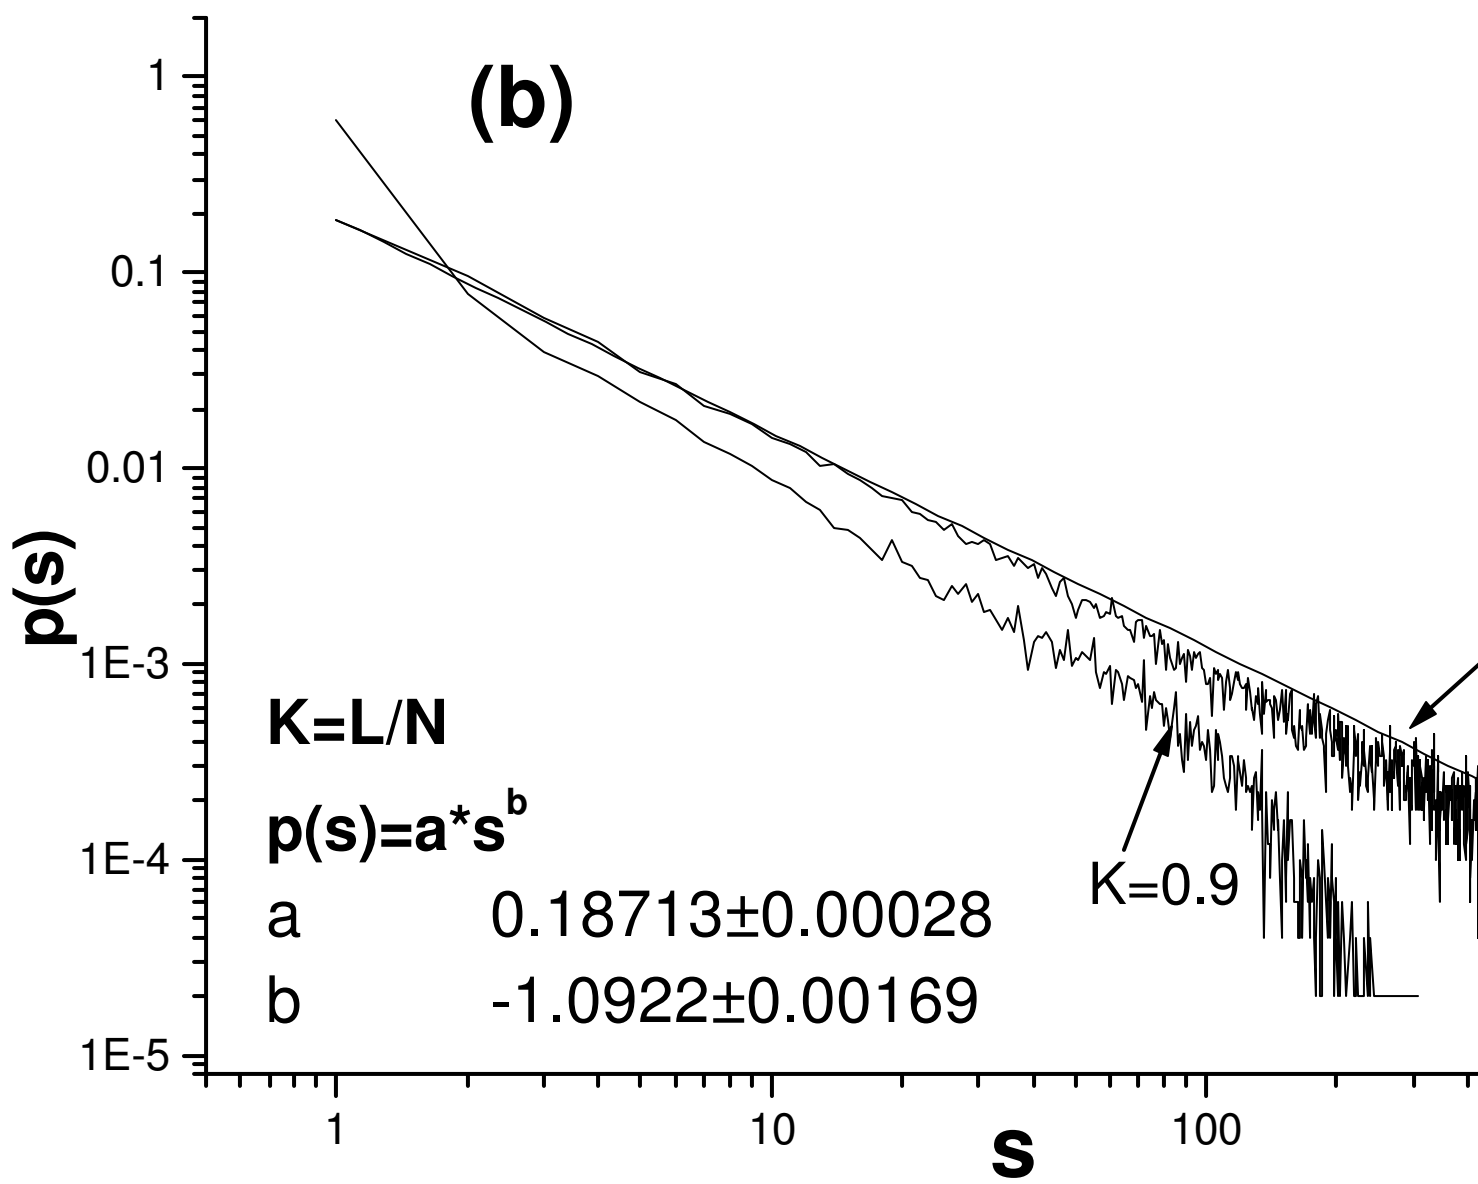 (b)
1
0.1
0.01
1E-3
1E-4
1E-5
p(s)
K=L/N
p(s)=a*s^b
a 0.18713±0.00028
b -1.0922±0.00169
K=0.9
1 10 100
s